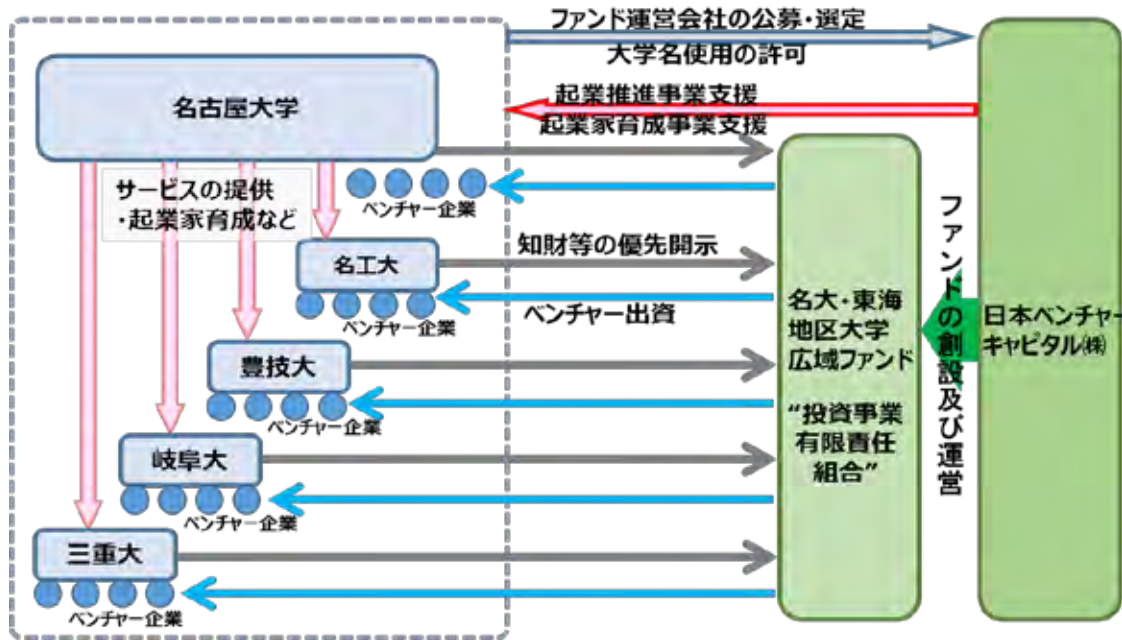 ファンド運営会社の公募・選定
大学名使用の許可
名古屋大学
起業推進事業支援
起業家育成事業支援
サービスの提供
・起業家育成など
ベンチャー企業
名工大
知財等の優先開示
ベンチャー企業
ベンチャー出資
豊技大
ベンチャー企業
岐阜大
ベンチャー企業
三重大
ベンチャー企業
名大・東海
地区大学
広域ファンド
“投資事業
有限責任
組合”
ファンドの創設及び運営
日本ベンチャー
キャピタル㈱